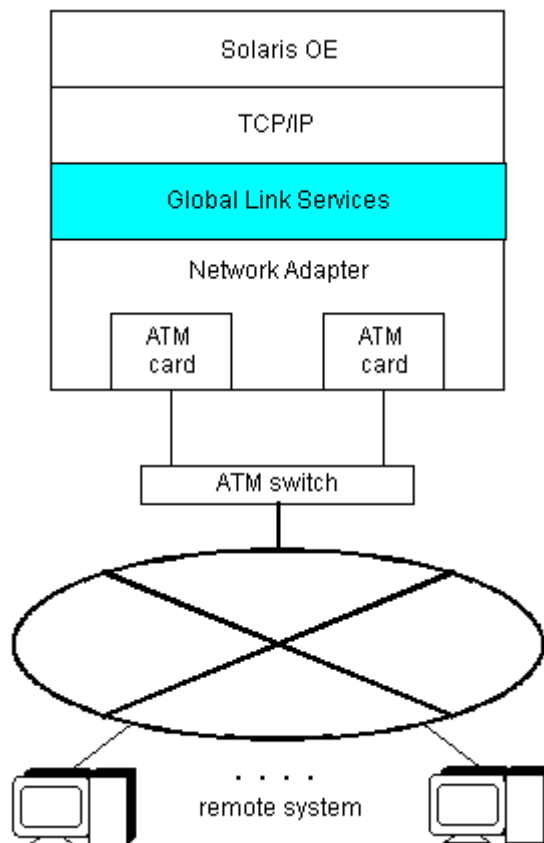 Solaris OE
TCP/IP
Global Link Services
Network Adapter
ATM
card
ATM
card
ATM switch
. . . .
remote system